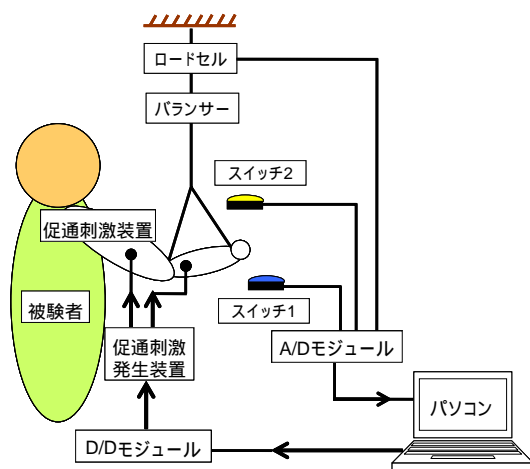 ロードセル
バランサー
スイッチ2
促通刺激装置
スイッチ1
被験者
促通刺激
発生装置
A/Dモジュール
パソコン
D/Dモジュール